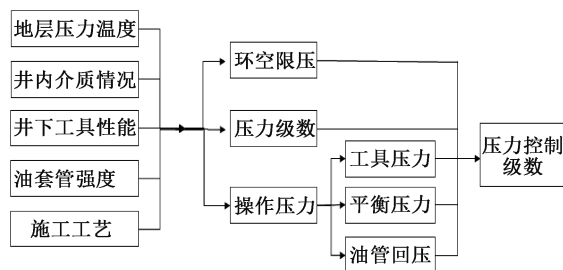 地层压力温度
井内介质情况
井下工具性能
油套管强度
施工工艺
环空限压
压力级数
操作压力
工具压力
平衡压力
油管回压
压力控制
级数